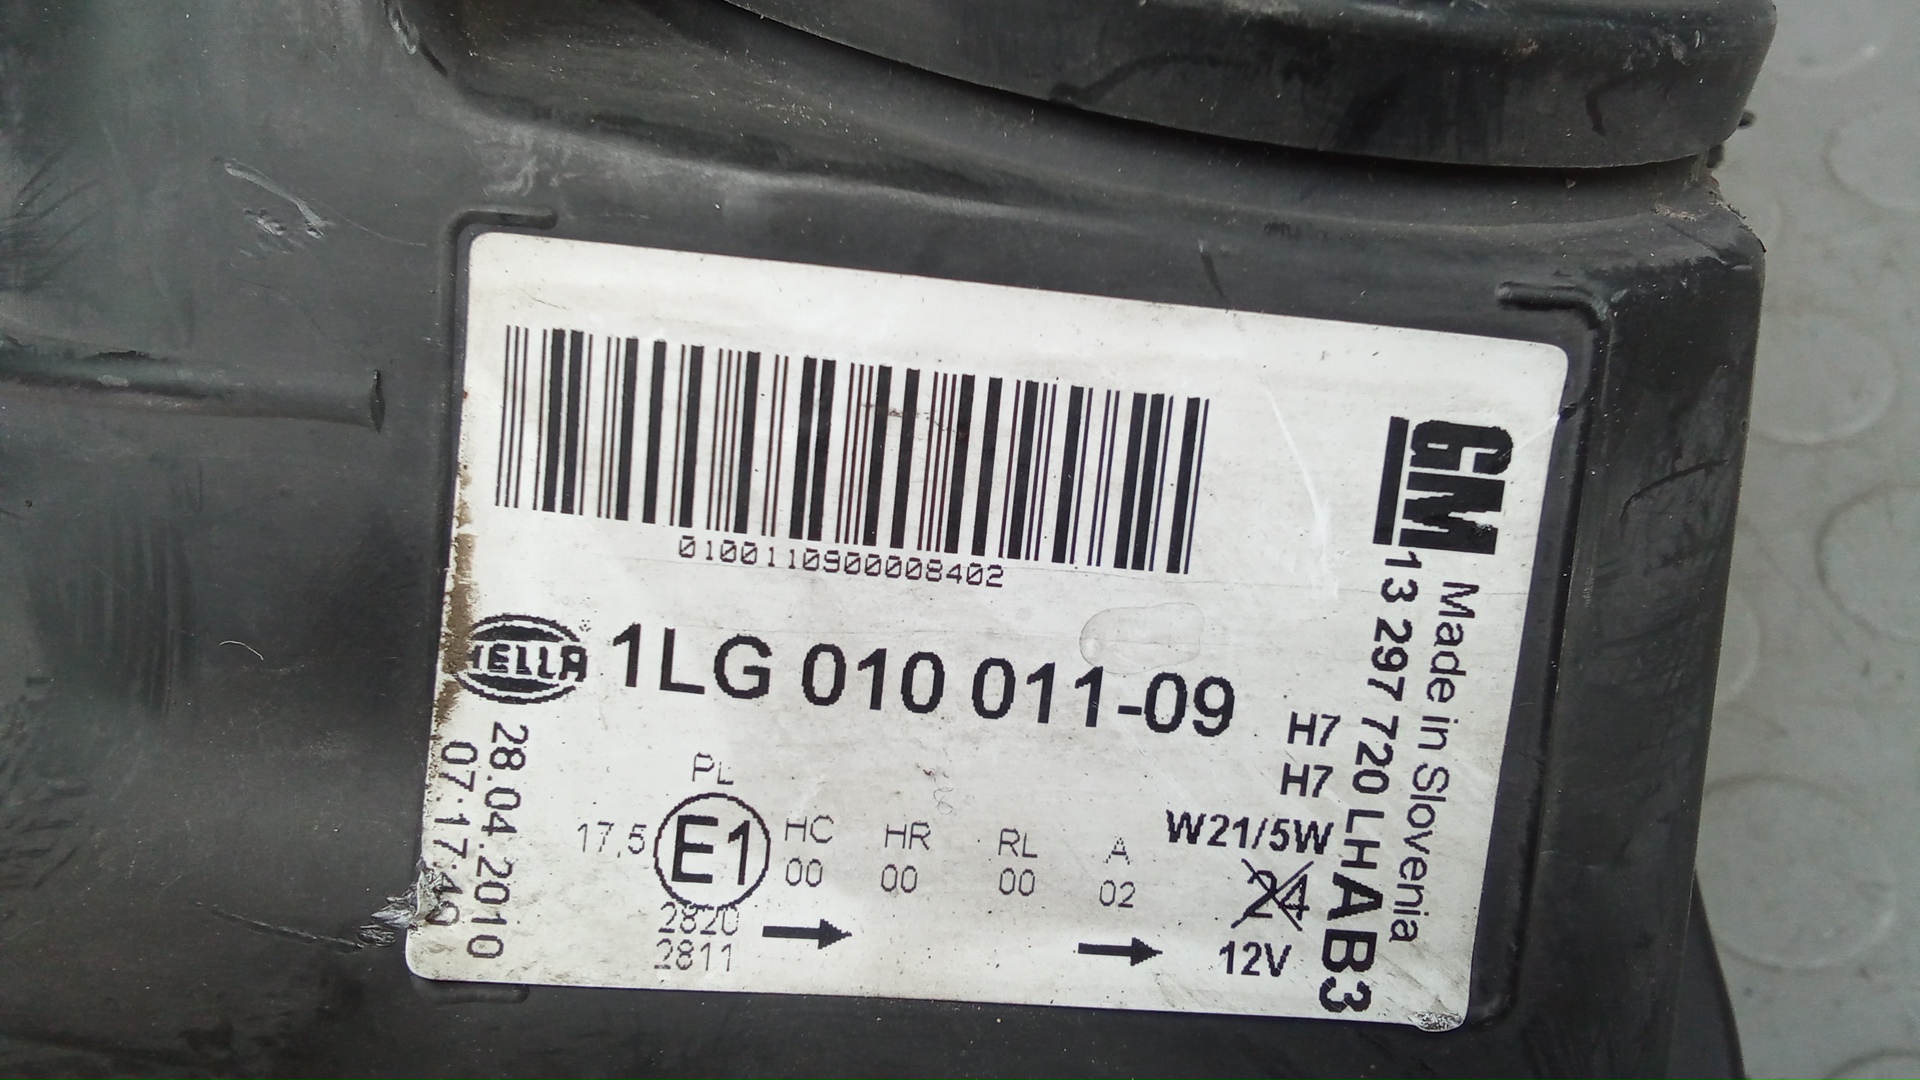 0100110900008402
HELLA 1LG 010 011-09
28.04.2010
07:17:49
PL
17,5 E1 HC HR RL A
00 00 00 02
2820
2811
H7
H7
W21/5W
24
12V
GM 13 297 720 LHAB3
Made in Slovenia